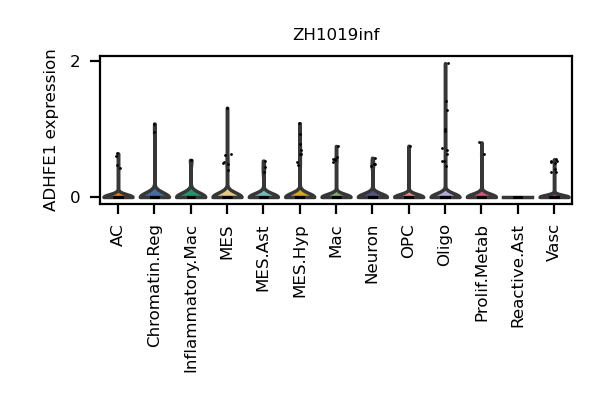 ZH1019inf
ADHFE1 expression
2
0
AC
Chromatin.Reg
Inflammatory.Mac
MES
MES.Ast
MES.Hyp
Mac
Neuron
OPC
Oligo
Prolif.Metab
Reactive.Ast
Vasc